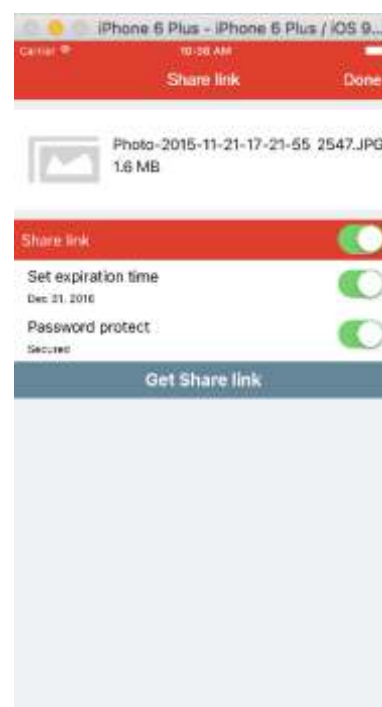 iPhone 6 Plus - iPhone 6 Plus / iOS 9...
Carrier 10:36 AM
Share link Done
Photo-2015-11-21-17-21-55 2547.JPG
1.6 MB
Share link
Set expiration time
Dec 31, 2016
Password protect
Secured
Get Share link